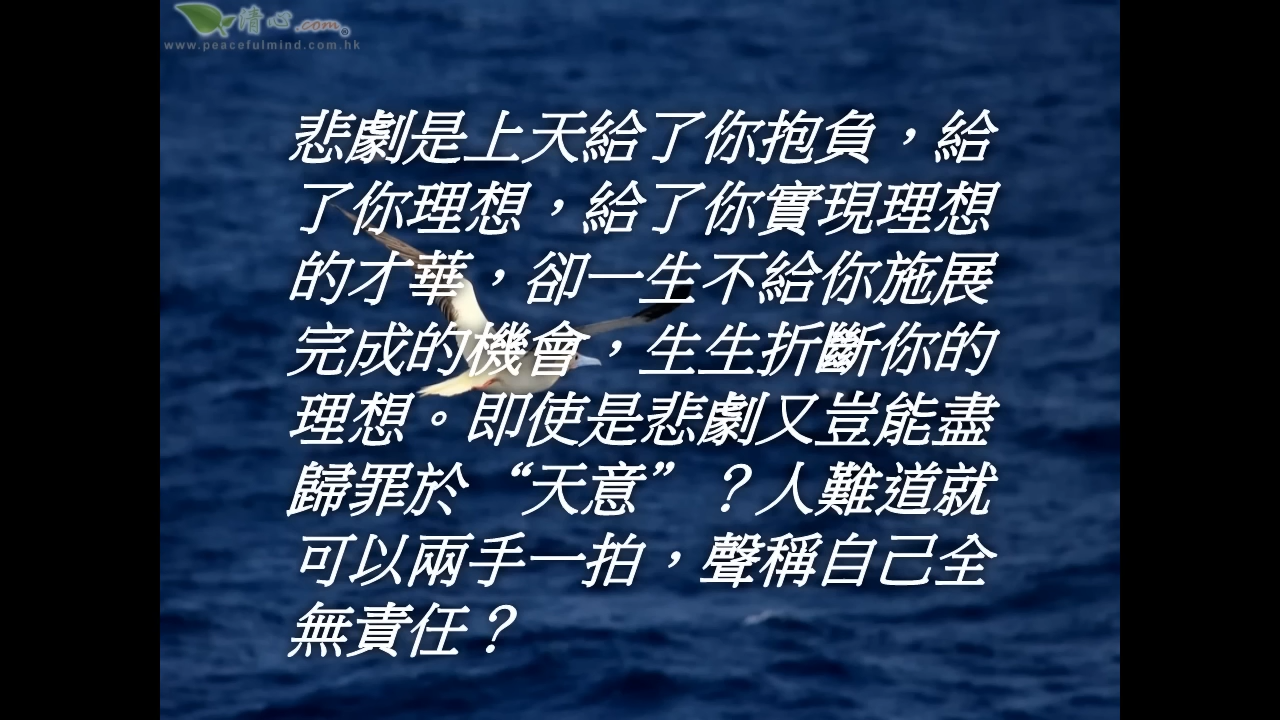 清心.com®
www.peacefulmind.com.hk
悲劇是上天給了你抱負，給
了你理想，給了你實現理想
的才華，卻一生不給你施展
完成的機會，生生折斷你的
理想。即使是悲劇又豈能盡
歸罪於“天意”？人難道就
可以兩手一拍，聲稱自己全
無責任？